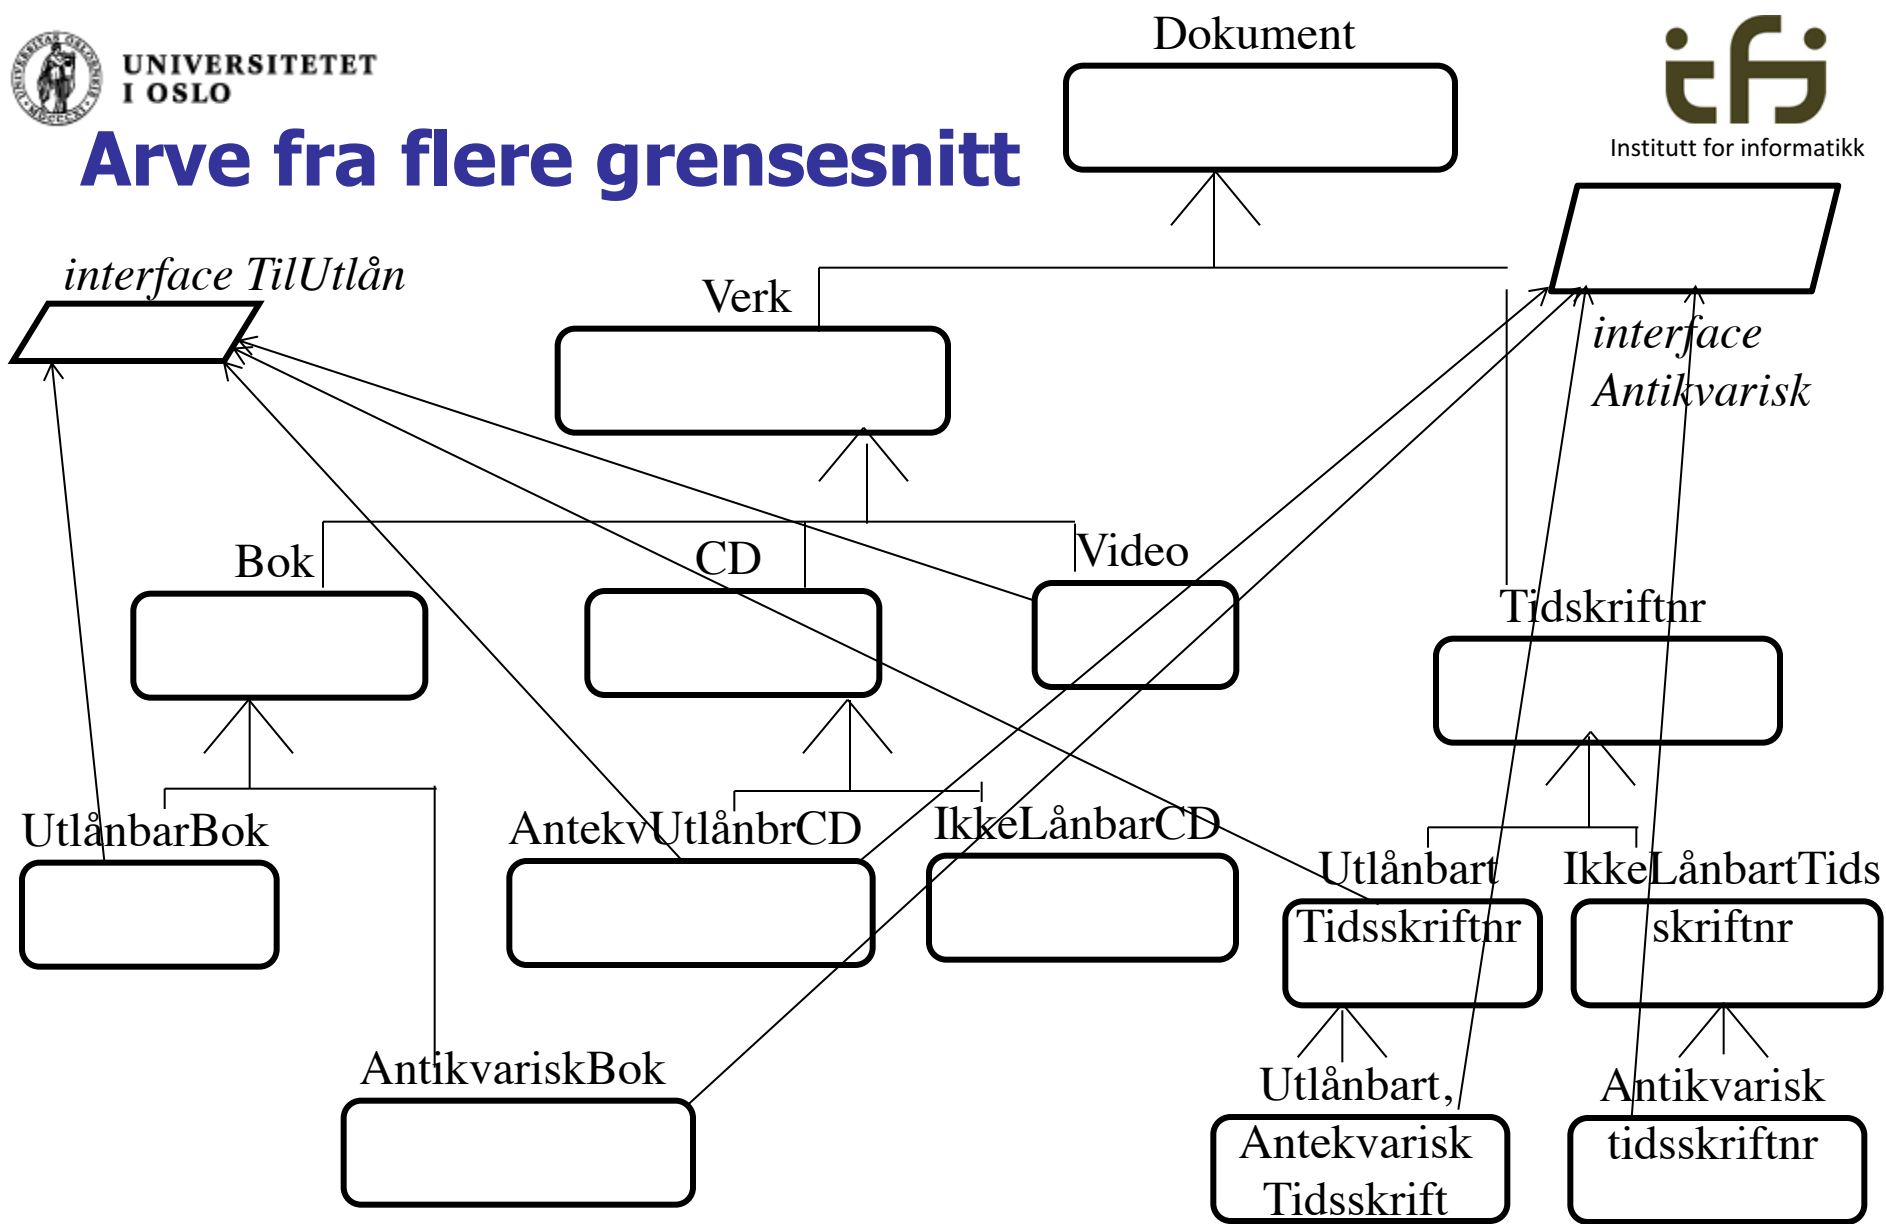 UNIVERSITETET
I OSLO
Arve fra flere grensesnitt
Dokument
Institutt for informatikk
interface TilUtlån
Verk
interface
Antikvarisk
Bok
CD
Video
Tidskriftnr
UtlånbarBok
AntekvUtlånbrCD
IkkeLånbarCD
Utlånbart
Tidsskriftnr
IkkeLånbartTids
skriftnr
AntikvariskBok
Utlånbart,
Antekvarisk
Tidsskrift
Antikvarisk
tidsskriftnr